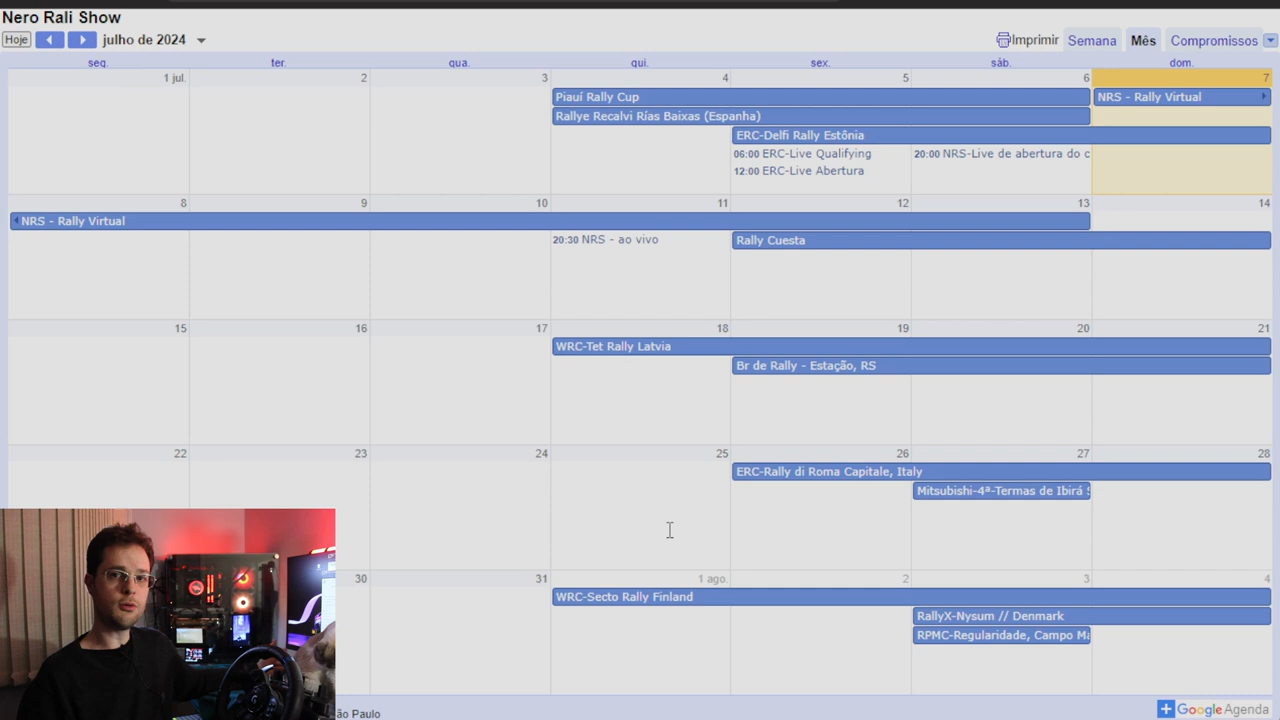 Nero Rali Show
Hoje
julho de 2024
Imprimir
Semana
Mês
Compromissos
seg.
ter.
qua.
qui.
sex.
sáb.
dom.
1 jul.
2
3
4
5
6
7
Piauí Rally Cup
NRS - Rally Virtual
Rallye Recalvi Rías Baixas (Espanha)
ERC-Delfi Rally Estônia
06:00 ERC-Live Qualifying
20:00 NRS-Live de abertura do c
12:00 ERC-Live Abertura
8
9
10
11
12
13
14
NRS - Rally Virtual
20:30 NRS - ao vivo
Rally Cuesta
15
16
17
18
19
20
21
WRC-Tet Rally Latvia
Br de Rally - Estação, RS
22
23
24
25
26
27
28
ERC-Rally di Roma Capitale, Italy
Mitsubishi-4ª-Termas de Ibirá
30
31
1 ago.
2
3
4
WRC-Secto Rally Finland
RallyX-Nysum // Denmark
RPMC-Regularidade, Campo
ão Paulo
Google Agenda